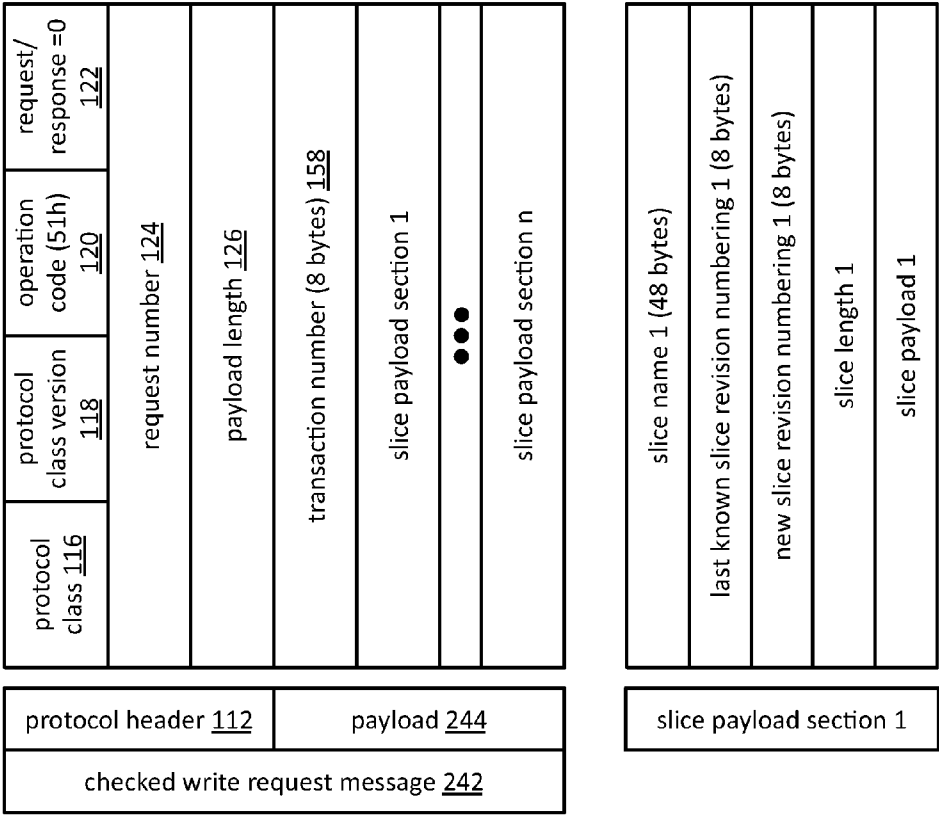 protocol
class 116
protocol
class version
118
operation
code (51h)
120
request/
response =0
122
request number 124
payload length 126
transaction number (8 bytes) 158
slice payload section 1
●●●
slice payload section n
protocol header 112
payload 244
checked write request message 242
slice name 1 (48 bytes)
last known slice revision numbering 1 (8 bytes)
new slice revision numbering 1 (8 bytes)
slice length 1
slice payload 1
slice payload section 1